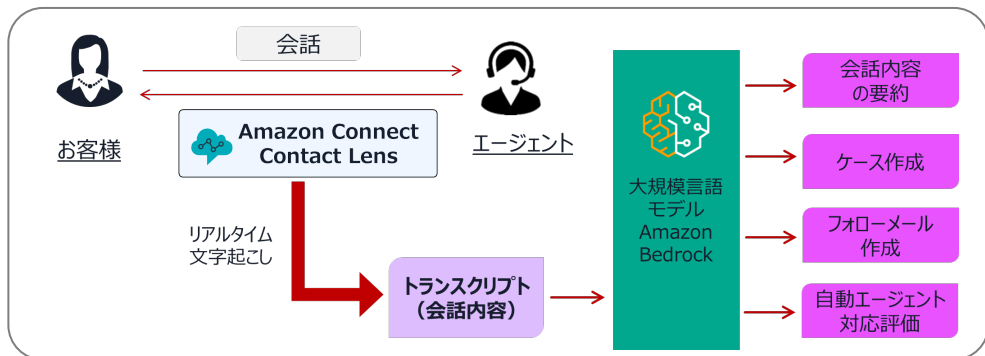 会話
お客様
Amazon Connect
Contact Lens
エージェント
リアルタイム
文字起こし
トランスクリプト
（会話内容）
大規模言語
モデル
Amazon
Bedrock
会話内容
の要約
ケース作成
フォローメール
作成
自動エージェント
対応評価